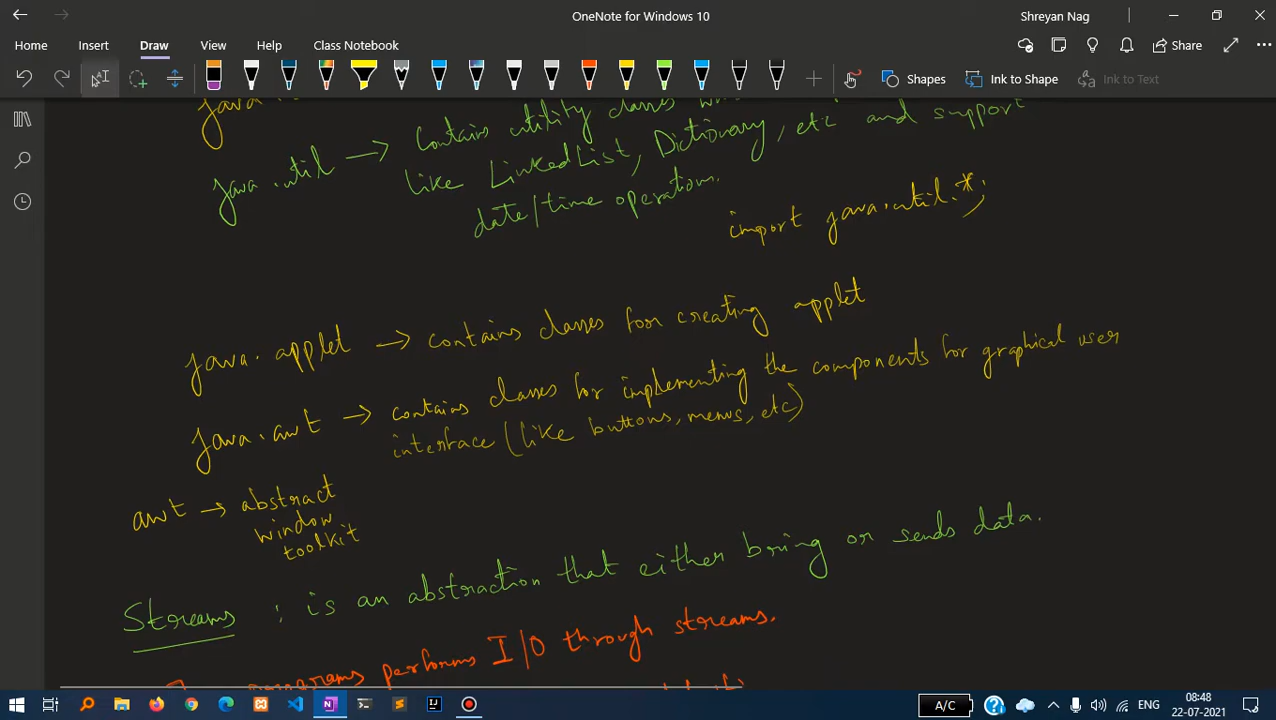 OneNote for Windows 10
Shreyan Nag
Home Insert Draw View Help Class Notebook
Share
Shapes Ink to Shape Ink to Text
java.
java.util → contains utility classes
like LinkedList, Dictionary, etc and support
date/time operations.
import java.util.*;
java.applet → contains classes for creating applet
java.awt → contains classes for implementing the components for graphical user
interface (like buttons, menus, etc)
awt → abstract
window
toolkit
Streams : is an abstraction that either bring or sends data.
programs performs I/O through streams.
A/C
ENG
08:48
22-07-2021